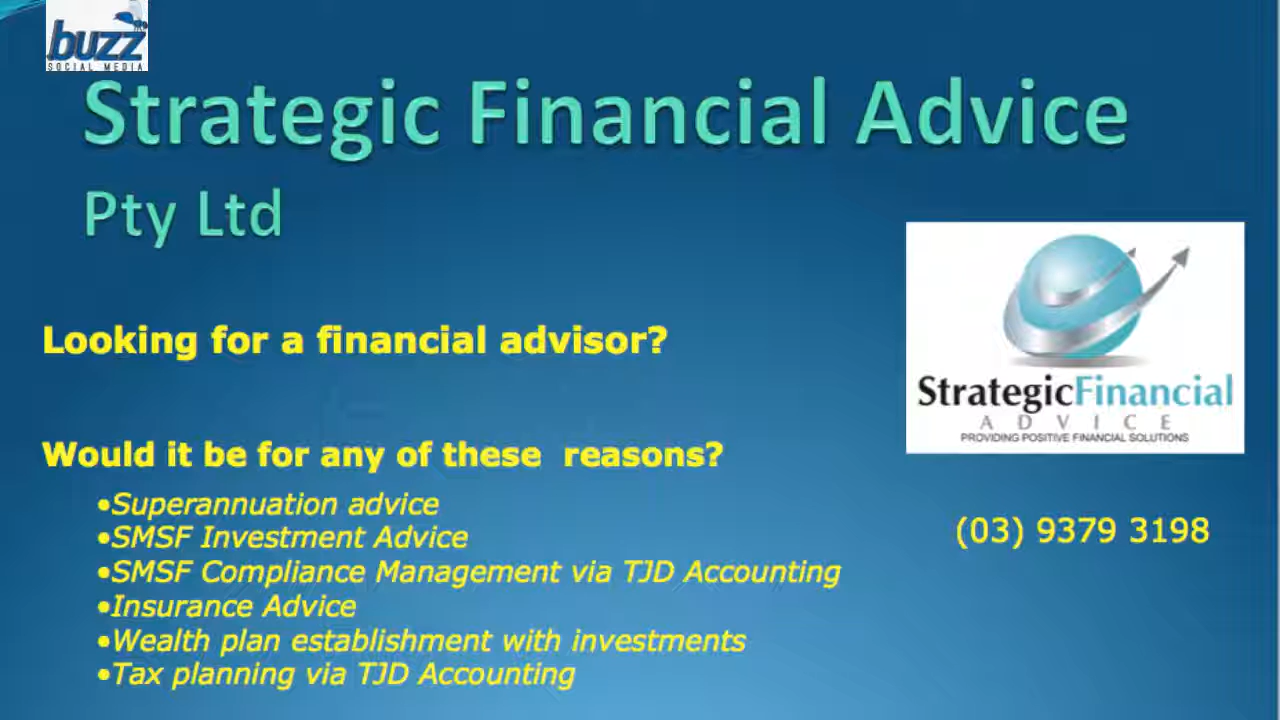 buzz
SOCIAL MEDIA
Strategic Financial Advice
Pty Ltd
Looking for a financial advisor?
StrategicFinancial
ADVICE
PROVIDING POSITIVE FINANCIAL SOLUTIONS
Would it be for any of these  reasons?
•Superannuation advice
•SMSF Investment Advice
•SMSF Compliance Management via TJD Accounting
•Insurance Advice
•Wealth plan establishment with investments
•Tax planning via TJD Accounting
(03) 9379 3198